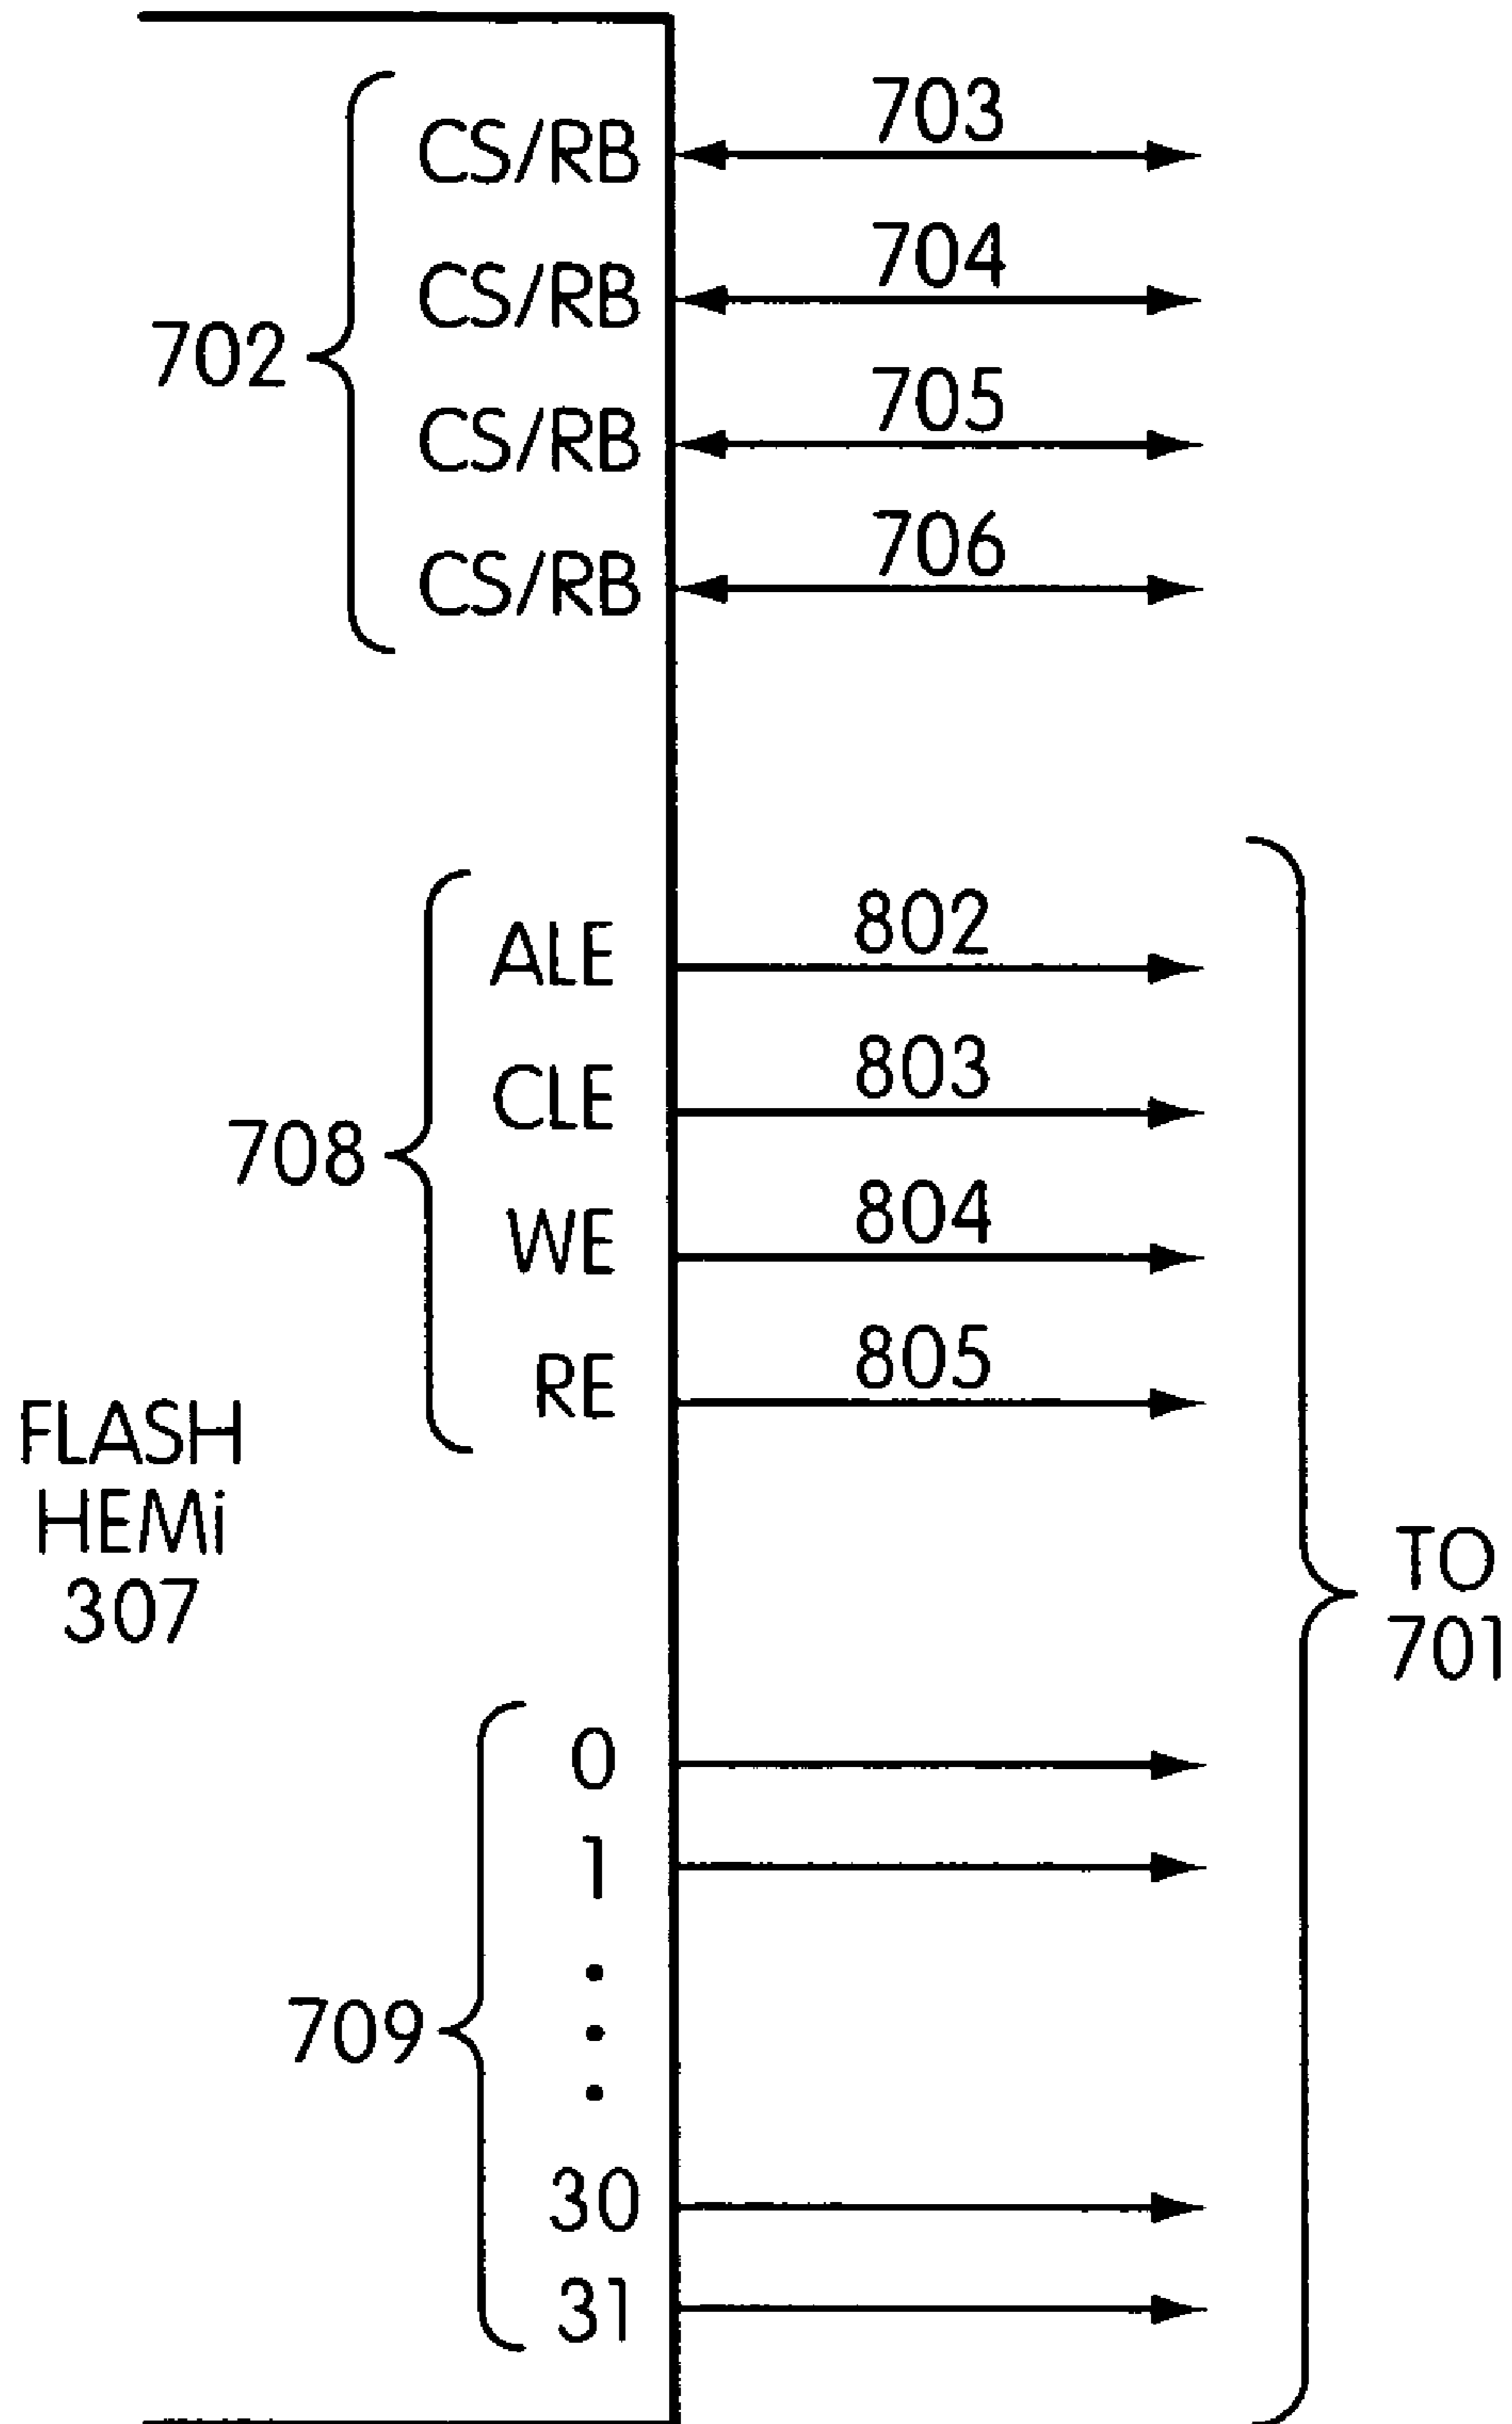 703
CS/RB
704
CS/RB
702
705
CS/RB
706
CS/RB
802
ALE
803
CLE
708
804
WE
805
RE
FLASH
HEMi
307
TO
701
0
1
709
30
31